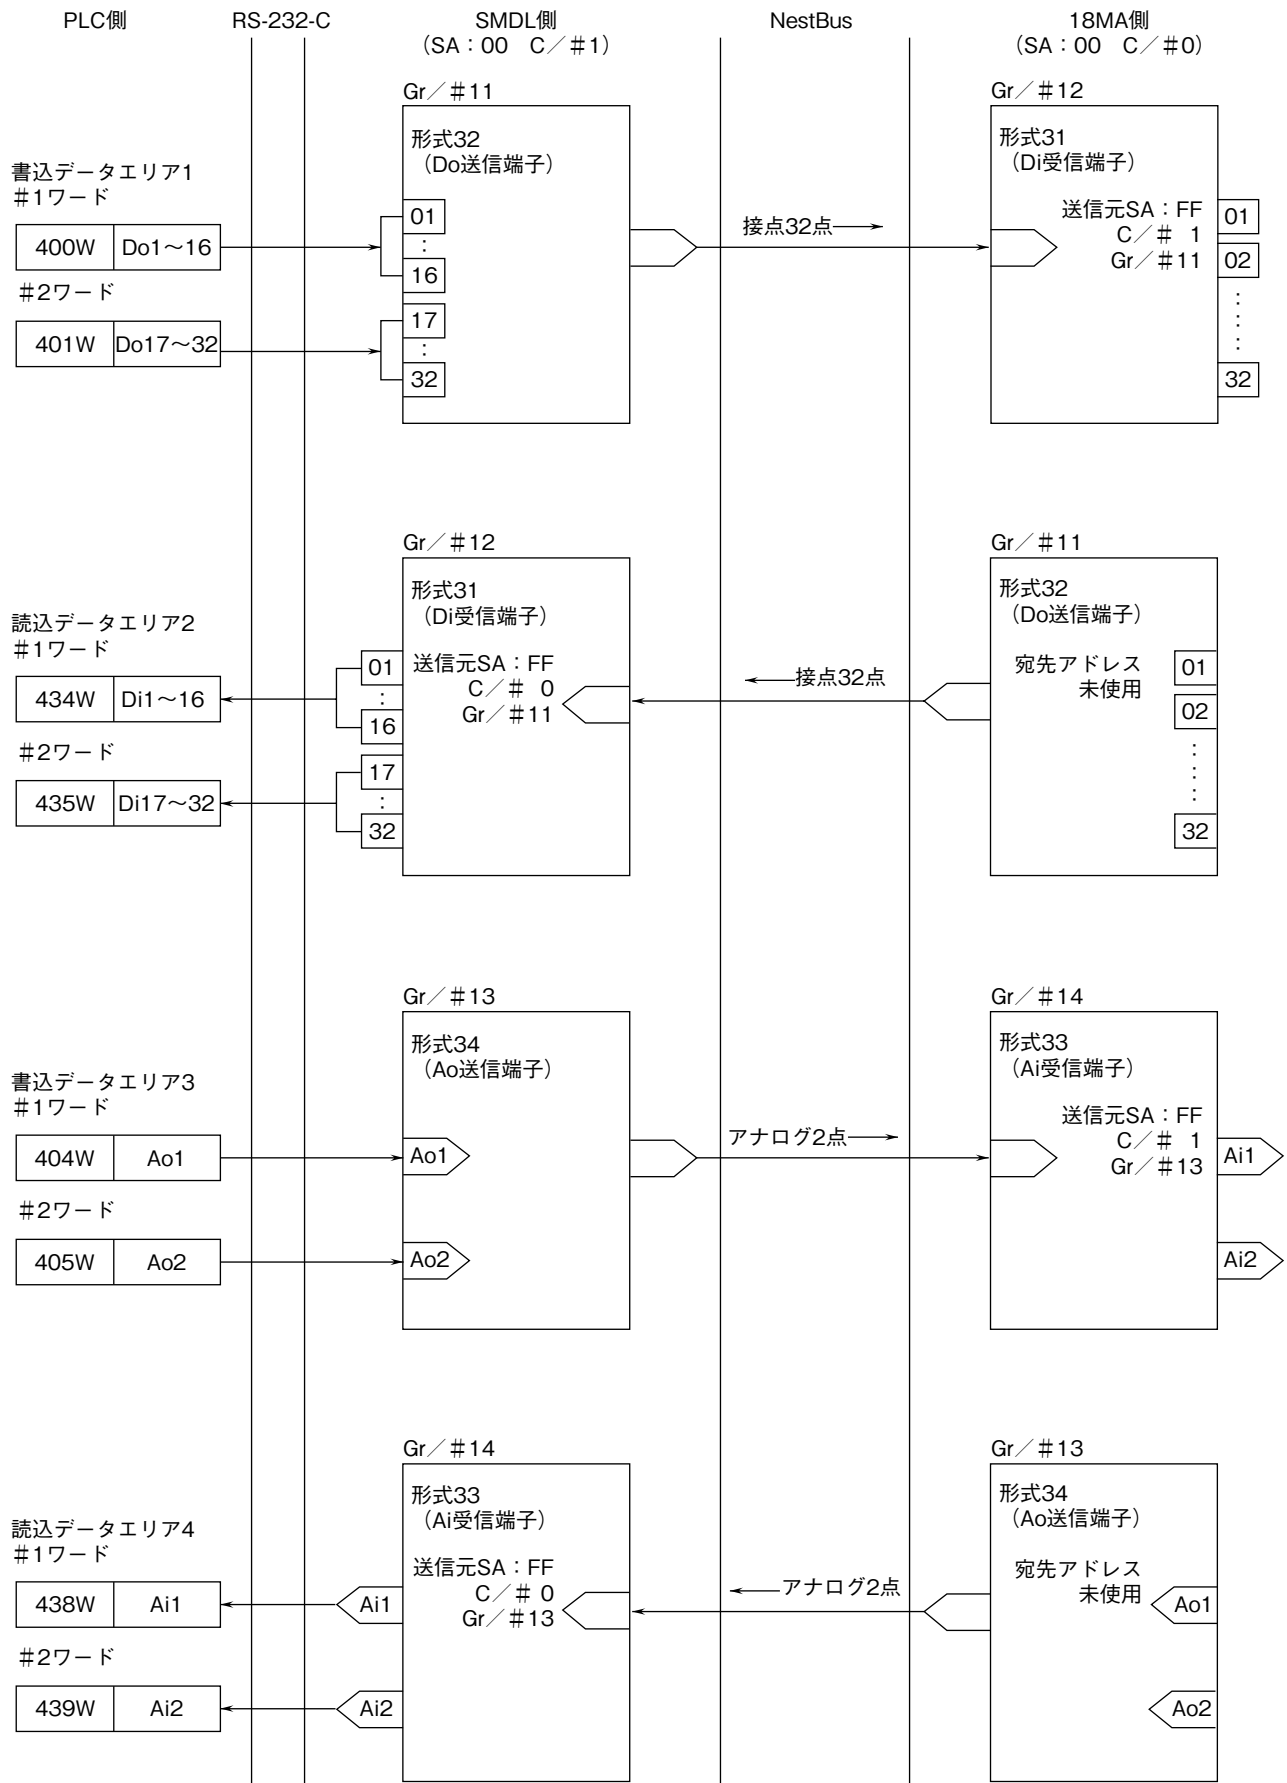 PLC側
RS-232-C
SMDL側
(SA：00　C／＃1)
NestBus
18MA側
(SA：00　C／＃0)
Gr／＃11
Gr／＃12
形式32
(Do送信端子)
形式31
(Di受信端子)
書込データエリア1
＃1ワード
400W Do1～16
＃2ワード
401W Do17～32
01
:
16
17
:
32
接点32点
送信元SA：FF
C／＃ 1
Gr／＃11
01
02
32
Gr／＃12
Gr／＃11
形式31
(Di受信端子)
形式32
(Do送信端子)
読込データエリア2
＃1ワード
434W Di1～16
＃2ワード
435W Di17～32
01
:
16
17
:
32
送信元SA：FF
C／＃ 0
Gr／＃11
接点32点
宛先アドレス
未使用
01
02
32
Gr／＃13
Gr／＃14
形式34
(Ao送信端子)
形式33
(Ai受信端子)
書込データエリア3
＃1ワード
404W Ao1
＃2ワード
405W Ao2
Ao1
Ao2
アナログ2点
送信元SA：FF
C／＃ 1
Gr／＃13
Ai1
Ai2
Gr／＃14
Gr／＃13
形式33
(Ai受信端子)
形式34
(Ao送信端子)
読込データエリア4
＃1ワード
438W Ai1
＃2ワード
439W Ai2
Ai1
Ai2
送信元SA：FF
C／＃ 0
Gr／＃13
アナログ2点
宛先アドレス
未使用
Ao1
Ao2